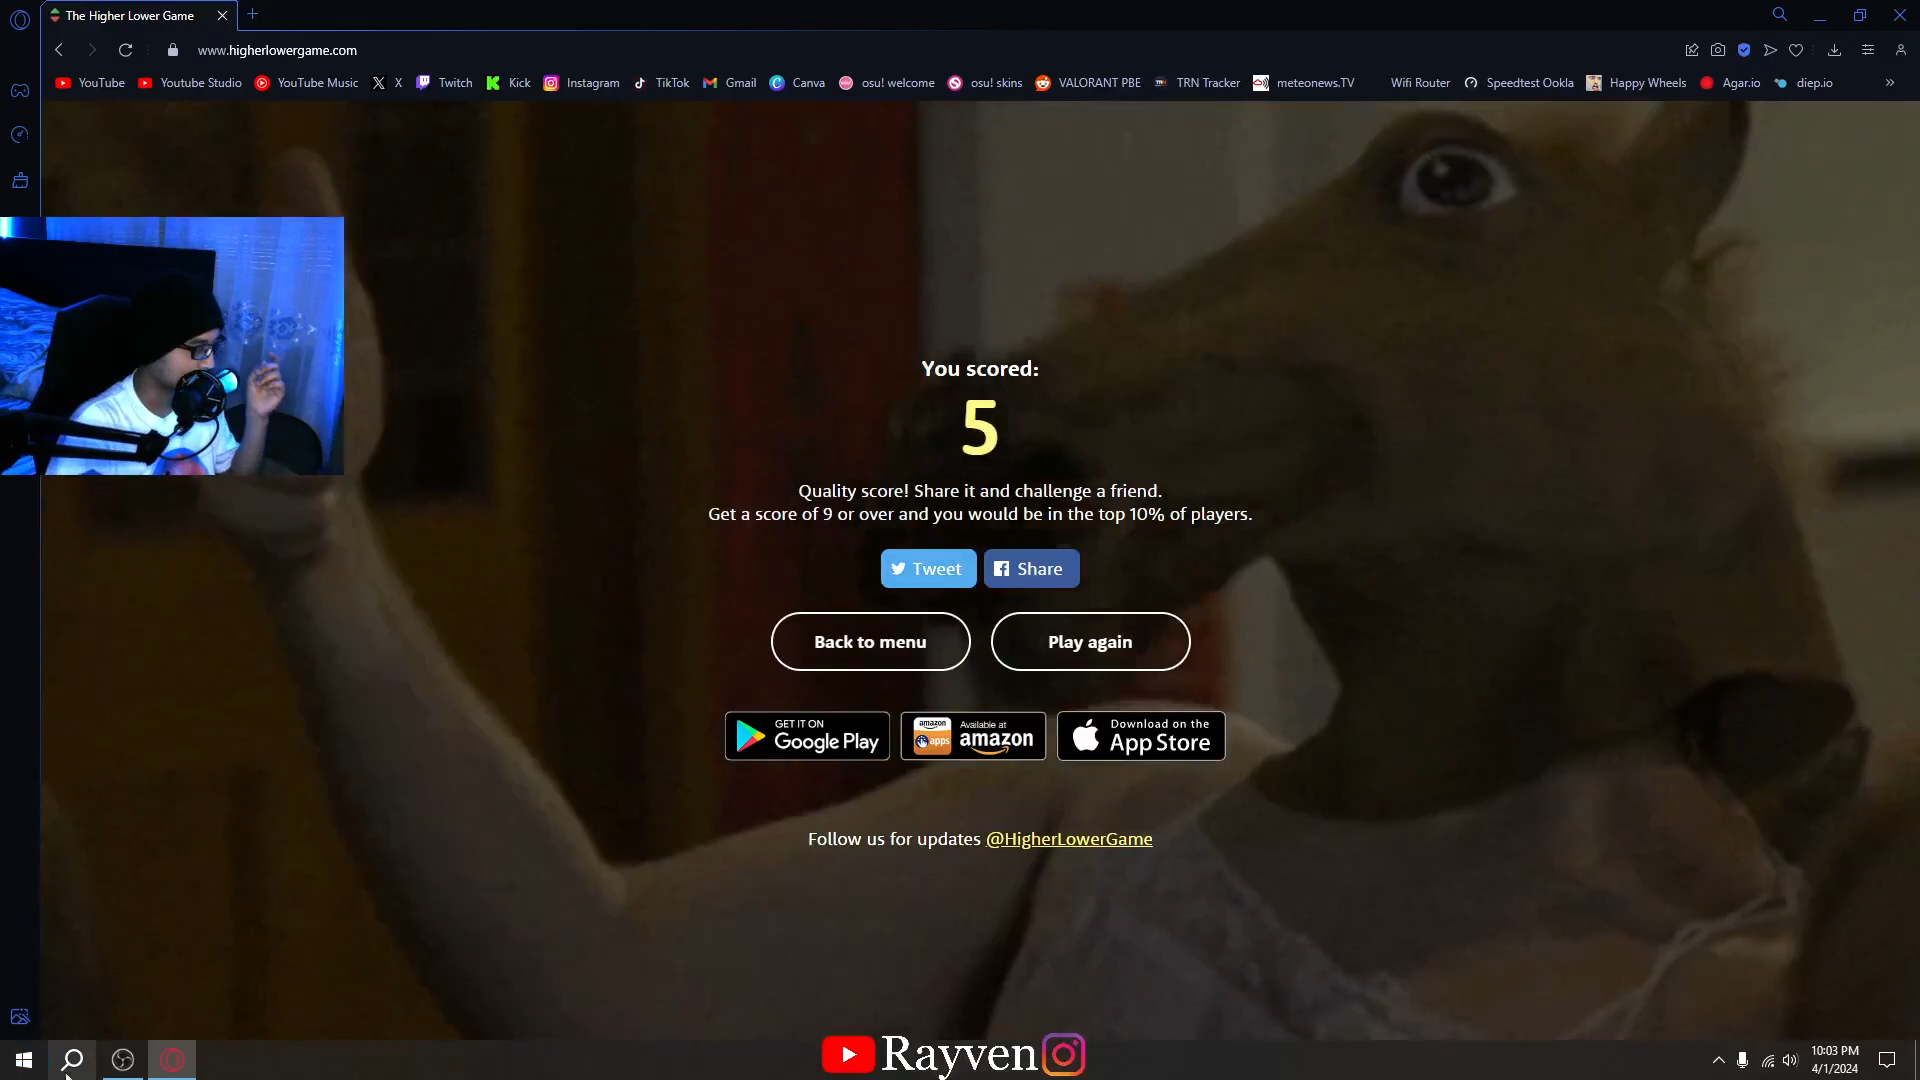 The Higher Lower Game
www.higherlowergame.com
YouTube
Youtube Studio
YouTube Music
X
Twitch
Kick
Instagram
TikTok
Gmail
Canva
osu! welcome
osu! skins
VALORANT PBE
TRN Tracker
meteonews.TV
Wifi Router
Speedtest Ookla
Happy Wheels
Agar.io
diep.io
You scored:
5
Quality score! Share it and challenge a friend.
Get a score of 9 or over and you would be in the top 10% of players.
Tweet
Share
Back to menu
Play again
GET IT ON
Google Play
amazon
apps
Available at
amazon
Download on the
App Store
Follow us for updates @HigherLowerGame
Rayven
10:03 PM
4/1/2024